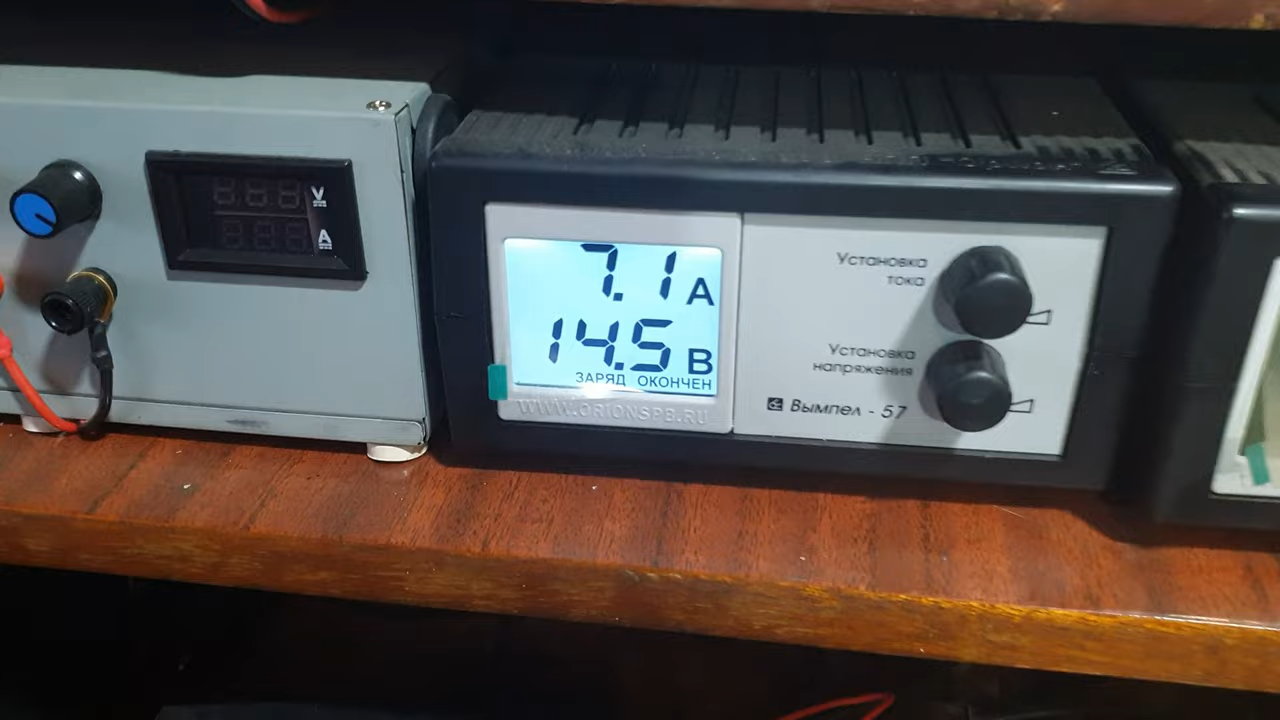 V
A
7.1 A
14.5 В
ЗАРЯД ОКОНЧЕН
WWW.ORIONSPB.RU
Установка
тока
Установка
напряжения
Вымпел - 57